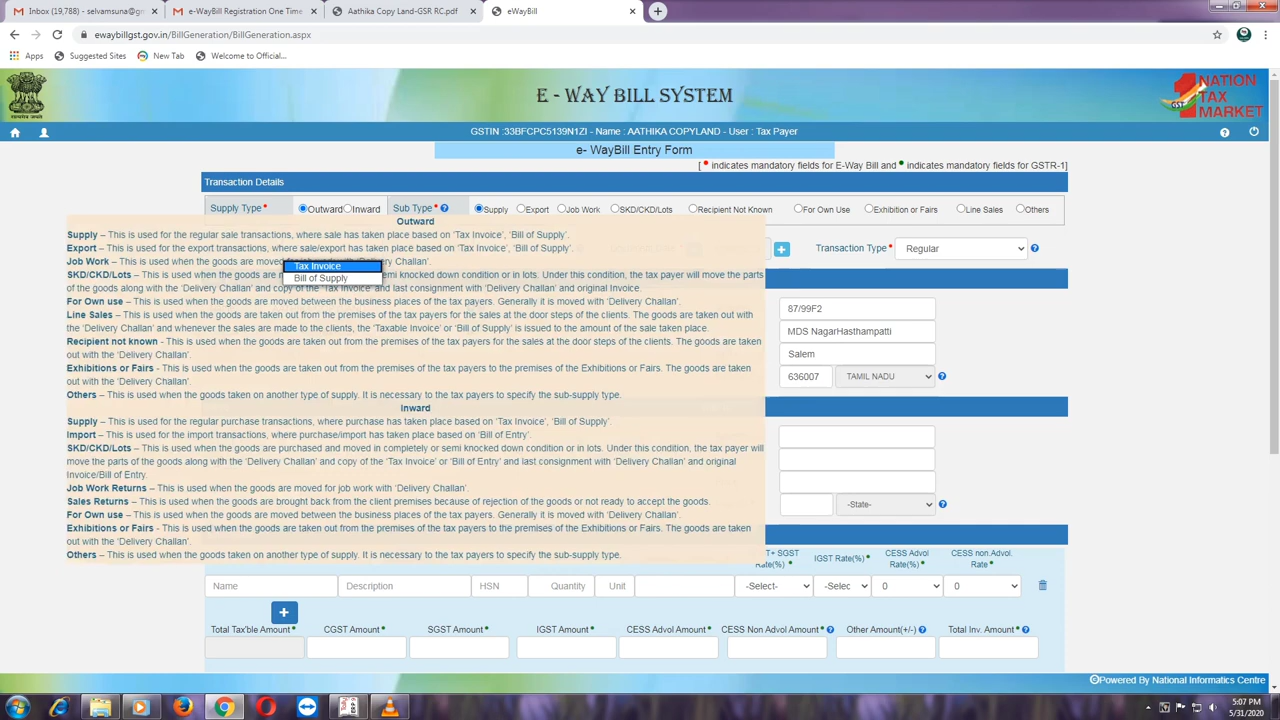 Inbox (19,788) - selvamsuna@gm
e-WayBill Registration One Time
Aathika Copy Land-GSR RC.pdf
eWayBill
ewaybillgst.gov.in/BillGeneration/BillGeneration.aspx
Apps
Suggested Sites
New Tab
Welcome to Official...
E - WAY BILL SYSTEM
1 NATION
TAX
MARKET
GST
GSTIN :33BFCPC5139N1ZI - Name : AATHIKA COPYLAND - User : Tax Payer
e- WayBill Entry Form
[ • indicates mandatory fields for E-Way Bill and • indicates mandatory fields for GSTR-1]
Transaction Details
Supply Type • Outward Inward Sub Type • Supply Export Job Work SKD/CKD/Lots Recipient Not Known For Own Use Exhibition or Fairs Line Sales Others
Outward
Supply – This is used for the regular sale transactions, where sale has taken place based on 'Tax Invoice', 'Bill of Supply'.
Export – This is used for the export transactions, where sale/export has taken place based on 'Tax Invoice', 'Bill of Supply'.
Transaction Type • Regular
Job Work – This is used when the goods are moved for job work with 'Delivery Challan'.
Tax Invoice
Bill of Supply
SKD/CKD/Lots – This is used when the goods are semi knocked down condition or in lots. Under this condition, the tax payer will move the parts
of the goods along with the 'Delivery Challan' and copy of the 'Tax Invoice' and last consignment with 'Delivery Challan' and original Invoice.
For Own use – This is used when the goods are moved between the business places of the tax payers. Generally it is moved with 'Delivery Challan'.
Line Sales – This is used when the goods are taken out from the premises of the tax payers for the sales at the door steps of the clients. The goods are taken out with
the 'Delivery Challan' and whenever the sales are made to the clients, the 'Taxable Invoice' or 'Bill of Supply' is issued to the amount of the sale taken place.
Recipient not known - This is used when the goods are taken out from the premises of the tax payers for the sales at the door steps of the clients. The goods are taken
out with the 'Delivery Challan'.
Exhibitions or Fairs - This is used when the goods are taken out from the premises of the tax payers to the premises of the Exhibitions or Fairs. The goods are taken
out with the 'Delivery Challan'.
Others – This is used when the goods taken on another type of supply. It is necessary to the tax payers to specify the sub-supply type.
87/99F2
MDS NagarHasthampatti
Salem
636007 TAMIL NADU
Inward
Supply – This is used for the regular purchase transactions, where purchase has taken place based on 'Tax Invoice', 'Bill of Supply'.
Import – This is used for the import transactions, where purchase/import has taken place based on 'Bill of Entry'.
SKD/CKD/Lots – This is used when the goods are purchased and moved in completely or semi knocked down condition or in lots. Under this condition, the tax payer will
move the parts of the goods along with the 'Delivery Challan' and copy of the 'Tax Invoice' or 'Bill of Entry' and last consignment with 'Delivery Challan' and original
Invoice/Bill of Entry.
Job Work Returns – This is used when the goods are moved for job work with 'Delivery Challan'.
Sales Returns – This is used when the goods are brought back from the client premises because of rejection of the goods or not ready to accept the goods.
For Own use – This is used when the goods are moved between the business places of the tax payers. Generally it is moved with 'Delivery Challan'.
Exhibitions or Fairs - This is used when the goods are taken out from the premises of the tax payers to the premises of the Exhibitions or Fairs. The goods are taken
out with the 'Delivery Challan'.
Others – This is used when the goods taken on another type of supply. It is necessary to the tax payers to specify the sub-supply type.
-State-
SGST Rate(%) • IGST Rate(%) • CESS Advol Rate(%) • CESS non.Advol. Rate •
Name Description HSN Quantity Unit -Select- -Selec 0 0
Total Tax'ble Amount • CGST Amount • SGST Amount • IGST Amount • CESS Advol Amount • CESS Non Advol Amount • Other Amount(+/-) Total Inv. Amount •
Powered By National Informatics Centre
5:07 PM
5/31/2020